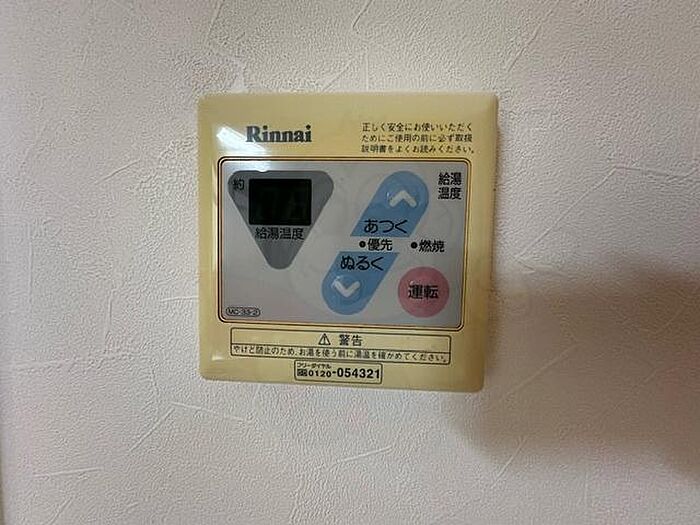 Rinnai
正しく安全にお使いいただく
ためにご使用の前に必ず取扱
説明書をよくお読みください。
約
給湯温度
給湯
温度
あつく
優先
燃焼
ぬるく
運転
MC-33-2
⚠ 警告
やけど防止のため、お湯を使う前に湯温を確かめてください。
フリーダイヤル
0120-054321